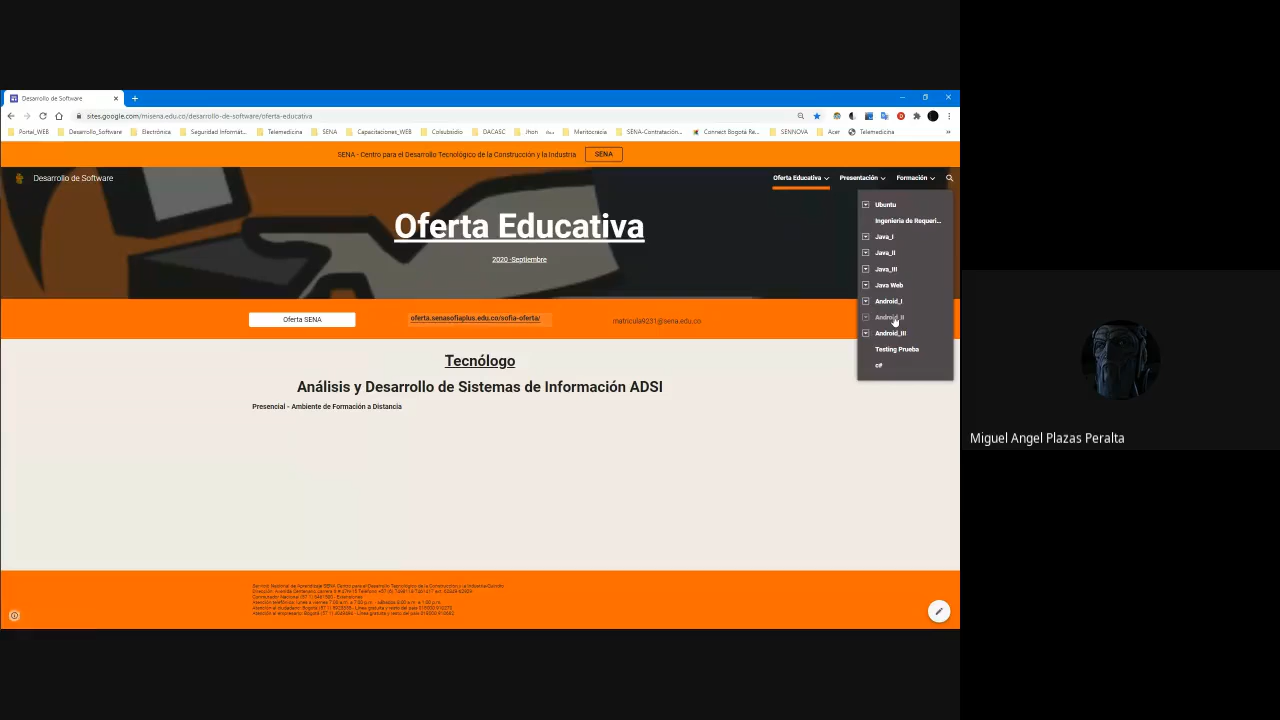 Desarrollo de Software
sites.google.com/misena.edu.co/desarrollo-de-software/oferta-educativa
Portal_WEB Desarrollo_Software Electrónica Seguridad Informát... Telemedicina SENA Capacitaciones_WEB Colsubsidio DACASC Jhon Meritocracia SENA-Contratación... Connect Bogotá Re... SENNOVA Acer Telemedicina »
SENA - Centro para el Desarrollo Tecnológico de la Construcción y la Industria SENA
Desarrollo de Software Oferta Educativa Presentación Formación
Ubuntu
Ingenieria de Requeri...
Java_I
Java_II
Java_III
Java Web
Android_I
Android_II
Android_III
Testing Prueba
c#
Oferta Educativa
2020 -Septiembre
Oferta SENA oferta.senasofiaplus.edu.co/sofia-oferta/ matricula9231@sena.edu.co
Tecnólogo
Análisis y Desarrollo de Sistemas de Información ADSI
Presencial - Ambiente de Formación a Distancia
Miguel Angel Plazas Peralta